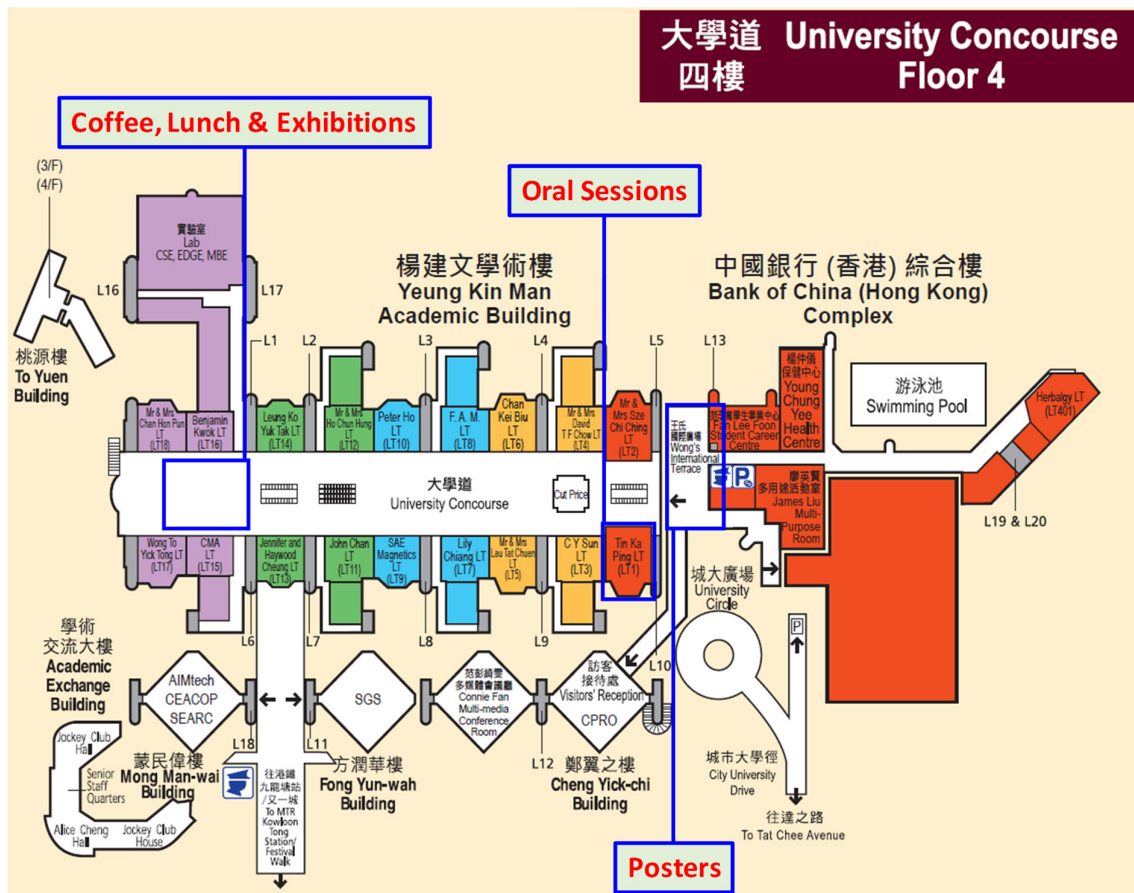 大學道 University Concourse
四樓 Floor 4
Coffee, Lunch & Exhibitions
Oral Sessions
(3/F)
(4/F)
實驗室
Lab
CSE, EDGE, MBE
楊建文學術樓
Yeung Kin Man
Academic Building
中國銀行 (香港) 綜合樓
Bank of China (Hong Kong)
Complex
L16
L17
桃源樓
To Yuen
Building
L1
L2
L3
L4
L5
L13
楊仲儀
保健中心
Young
Chung
Yee
Health
Centre
游泳池
Swimming Pool
Herbalgy LT
(LT401)
Mr & Mrs
Chan Hon Pun
LT
(LT18)
Benjamin
Kwok LT
(LT16)
Leung Ko
Yuk Tak LT
(LT14)
Mr & Mrs
Ho Chun Hung
LT
(LT12)
Peter Ho
LT
(LT10)
F. A. M.
LT
(LT8)
Chan
Kei Biu
LT
(LT6)
Mr & Mrs
David
T F Chow LT
(LT4)
Mr &
Mrs Sze
Chi Ching
LT
(LT2)
王氏
國際廣場
Wong's
International
Terrace
Fan Lee Foon
Student Career
Centre
大學道
University Concourse
Cut Price
P
廖英賢
多用途活動室
James Liu
Multi-
Purpose
Room
L19 & L20
Wong To
Yick Tong LT
(LT17)
CMA
LT
(LT15)
Jennifer and
Haywood
Cheung LT
(LT13)
John Chan
LT
(LT11)
SAE
Magnetics
LT
(LT9)
Lily
Chiang LT
(LT7)
Mr & Mrs
Lau Tat Chuen
LT
(LT5)
C Y Sun
LT
(LT3)
Tin Ka
Ping LT
(LT1)
城大廣場
University
Circle
P
L6
L7
L8
L9
L10
學術
交流大樓
Academic
Exchange
Building
AIMtech
CEACOP
SEARC
SGS
范彭綺雯
多媒體會議廳
Connie Fan
Multi-media
Conference
Room
訪客
接待處
Visitors' Reception
CPRO
L18
L11
L12
Jockey Club
Hall
Senior
Staff
Quarters
Alice Cheng
Hall
Jockey Club
House
蒙民偉樓
Mong Man-wai
Building
往港鐵
九龍塘站
/又一城
To MTR
Kowloon
Tong
Station/
Festival
Walk
方潤華樓
Fong Yun-wah
Building
鄭翼之樓
Cheng Yick-chi
Building
城市大學徑
City University
Drive
往達之路
To Tat Chee Avenue
Posters